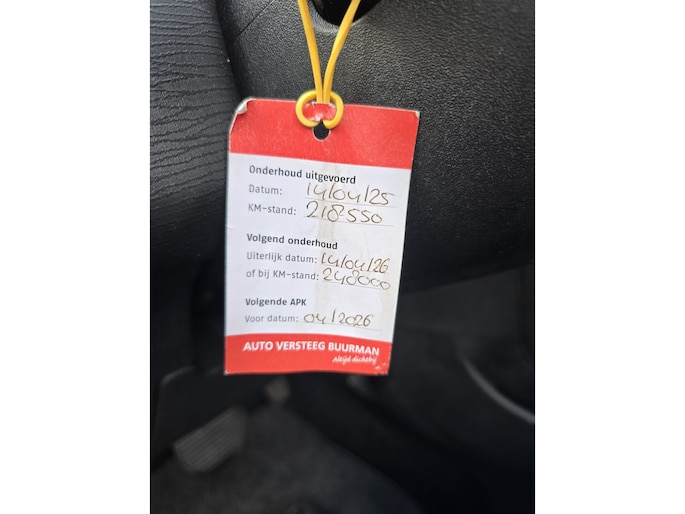 Onderhoud uitgevoerd
Datum: 14/04/25
KM-stand: 218550
Volgend onderhoud
Uiterlijk datum: 14/04/26
of bij KM-stand: 248000
Volgende APK
Voor datum: 04/2026
AUTO VERSTEEG BUURMAN
Altijd dichtbij